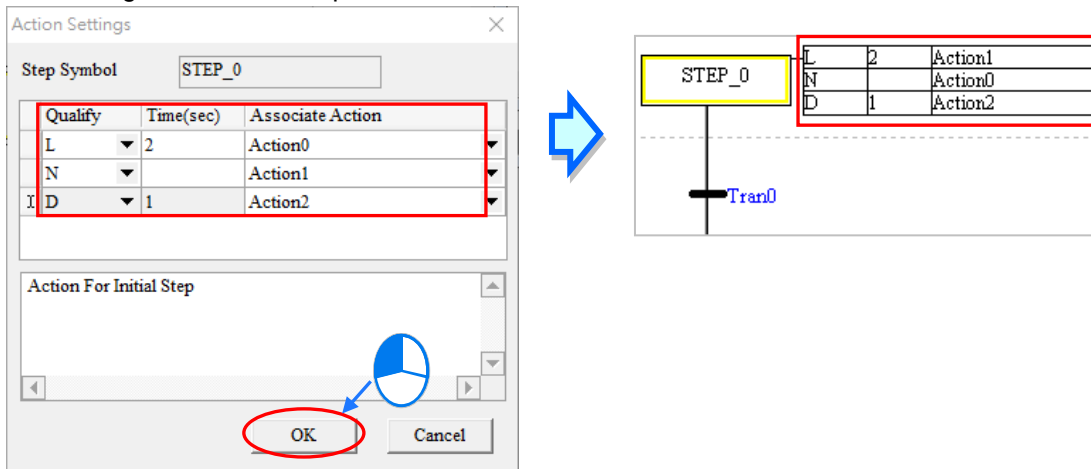 Action Settings
Step Symbol STEP_0
Qualify Time(sec) Associate Action
L 2 Action0
N Action1
D 1 Action2
Action For Initial Step
OK Cancel
STEP_0
L 2 Action1
N Action0
D 1 Action2
Tran0